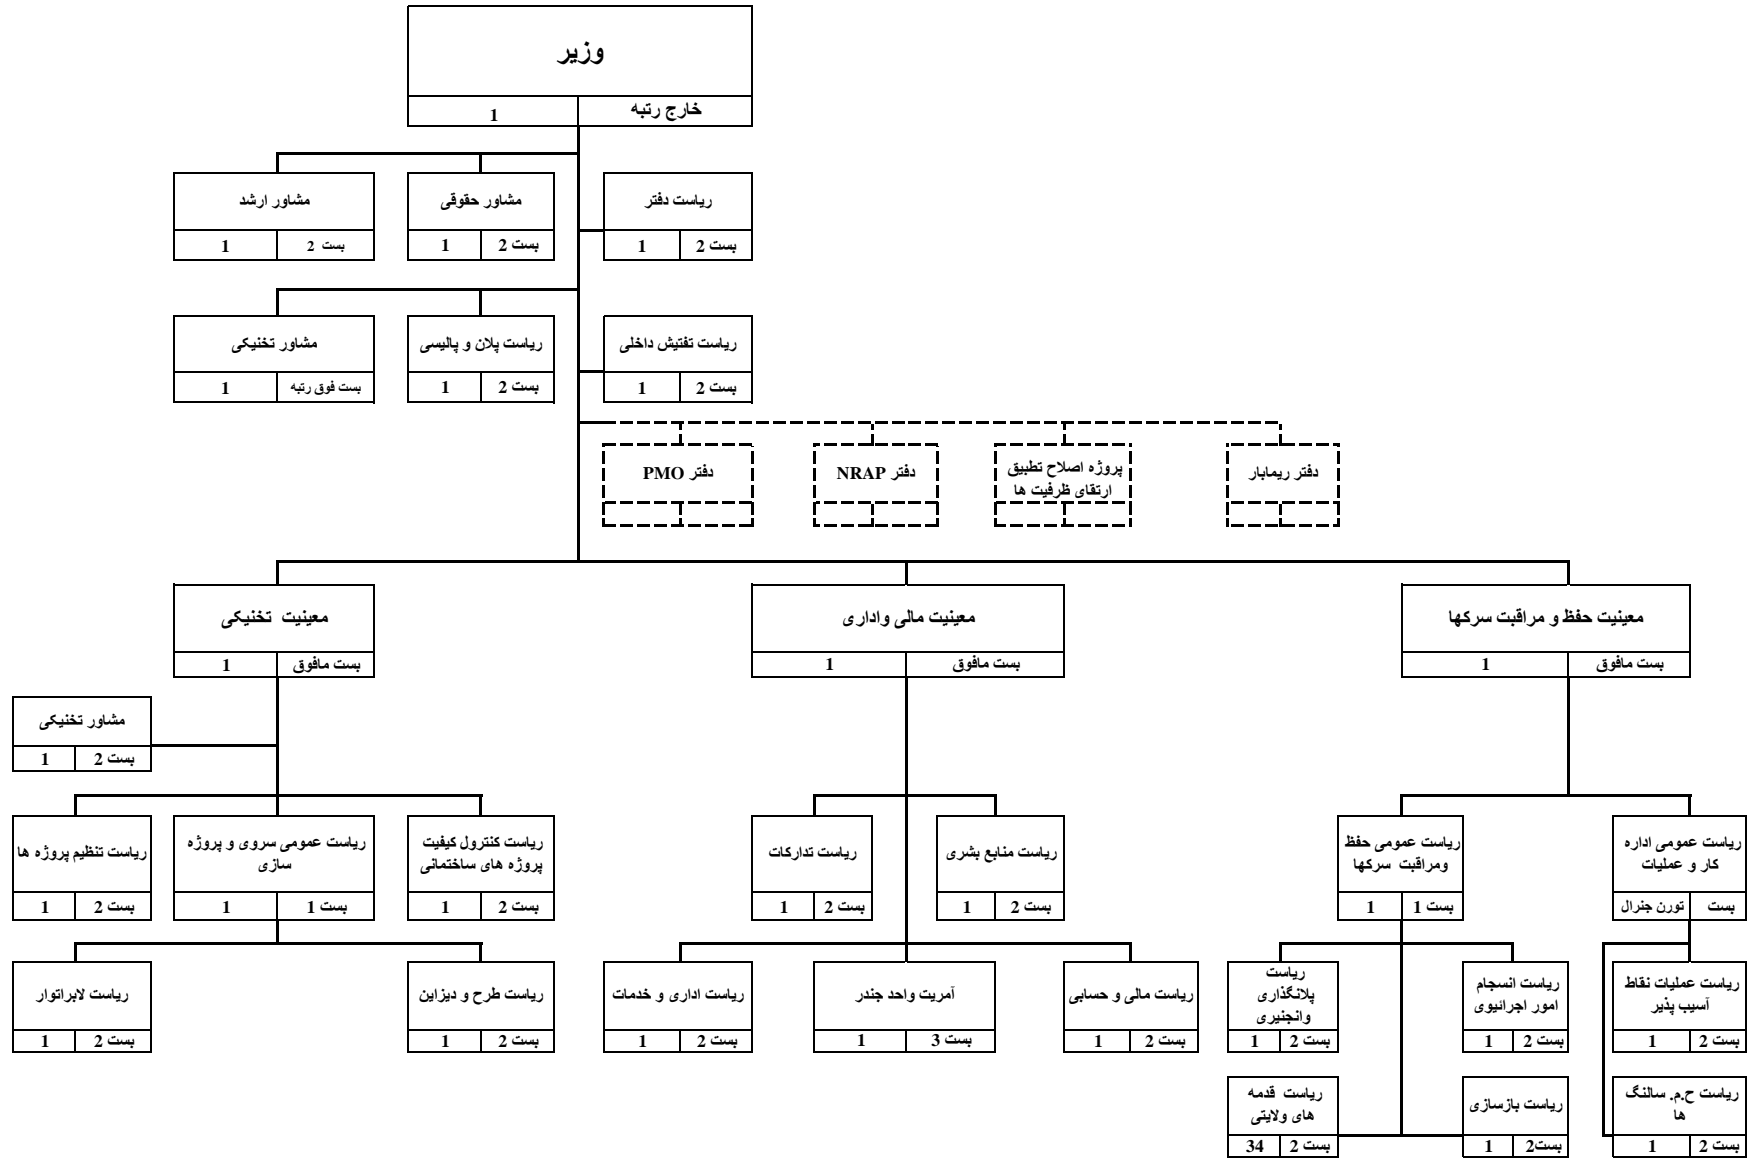 وزیر
خارج رتبه 1
ریاست دفتر
بست 2 1
مشاور حقوقی
بست 2 1
مشاور ارشد
بست 2 1
ریاست تفتیش داخلی
بست 2 1
ریاست پلان و پالیسی
بست 2 1
مشاور تخنیکی
بست فوق رتبه 1
دفتر ریمابار
پروژه اصلاح تطبیق
ارتقای ظرفیت ها
دفتر NRAP
دفتر PMO
معینیت حفظ و مراقبت سرکها
بست مافوق 1
معینیت مالی واداری
بست مافوق 1
معینیت تخنیکی
بست مافوق 1
مشاور تخنیکی
بست 2 1
ریاست عمومی اداره
کار و عملیات
بست تورن جنرال
ریاست عمومی حفظ
ومراقبت سرکها
بست 1 1
ریاست منابع بشری
بست 2 1
ریاست تدارکات
بست 2 1
ریاست کنترول کیفیت
پروژه های ساختمانی
بست 2 1
ریاست عمومی سروی و پروژه
سازی
بست 1 1
ریاست تنظیم پروژه ها
بست 2 1
ریاست عملیات نقاط
آسیب پذیر
بست 2 1
ریاست انسجام
امور اجرائیوی
بست 2 1
ریاست
پلانگذاری
وانجنیری
بست 2 1
ریاست مالی و حسابی
بست 2 1
آمریت واحد جندر
بست 3 1
ریاست اداری و خدمات
بست 2 1
ریاست طرح و دیزاین
بست 2 1
ریاست لابراتوار
بست 2 1
ریاست ح.م. سالنگ
ها
بست 2 1
ریاست بازسازی
بست2 1
ریاست قدمه
های ولایتی
بست 2 34